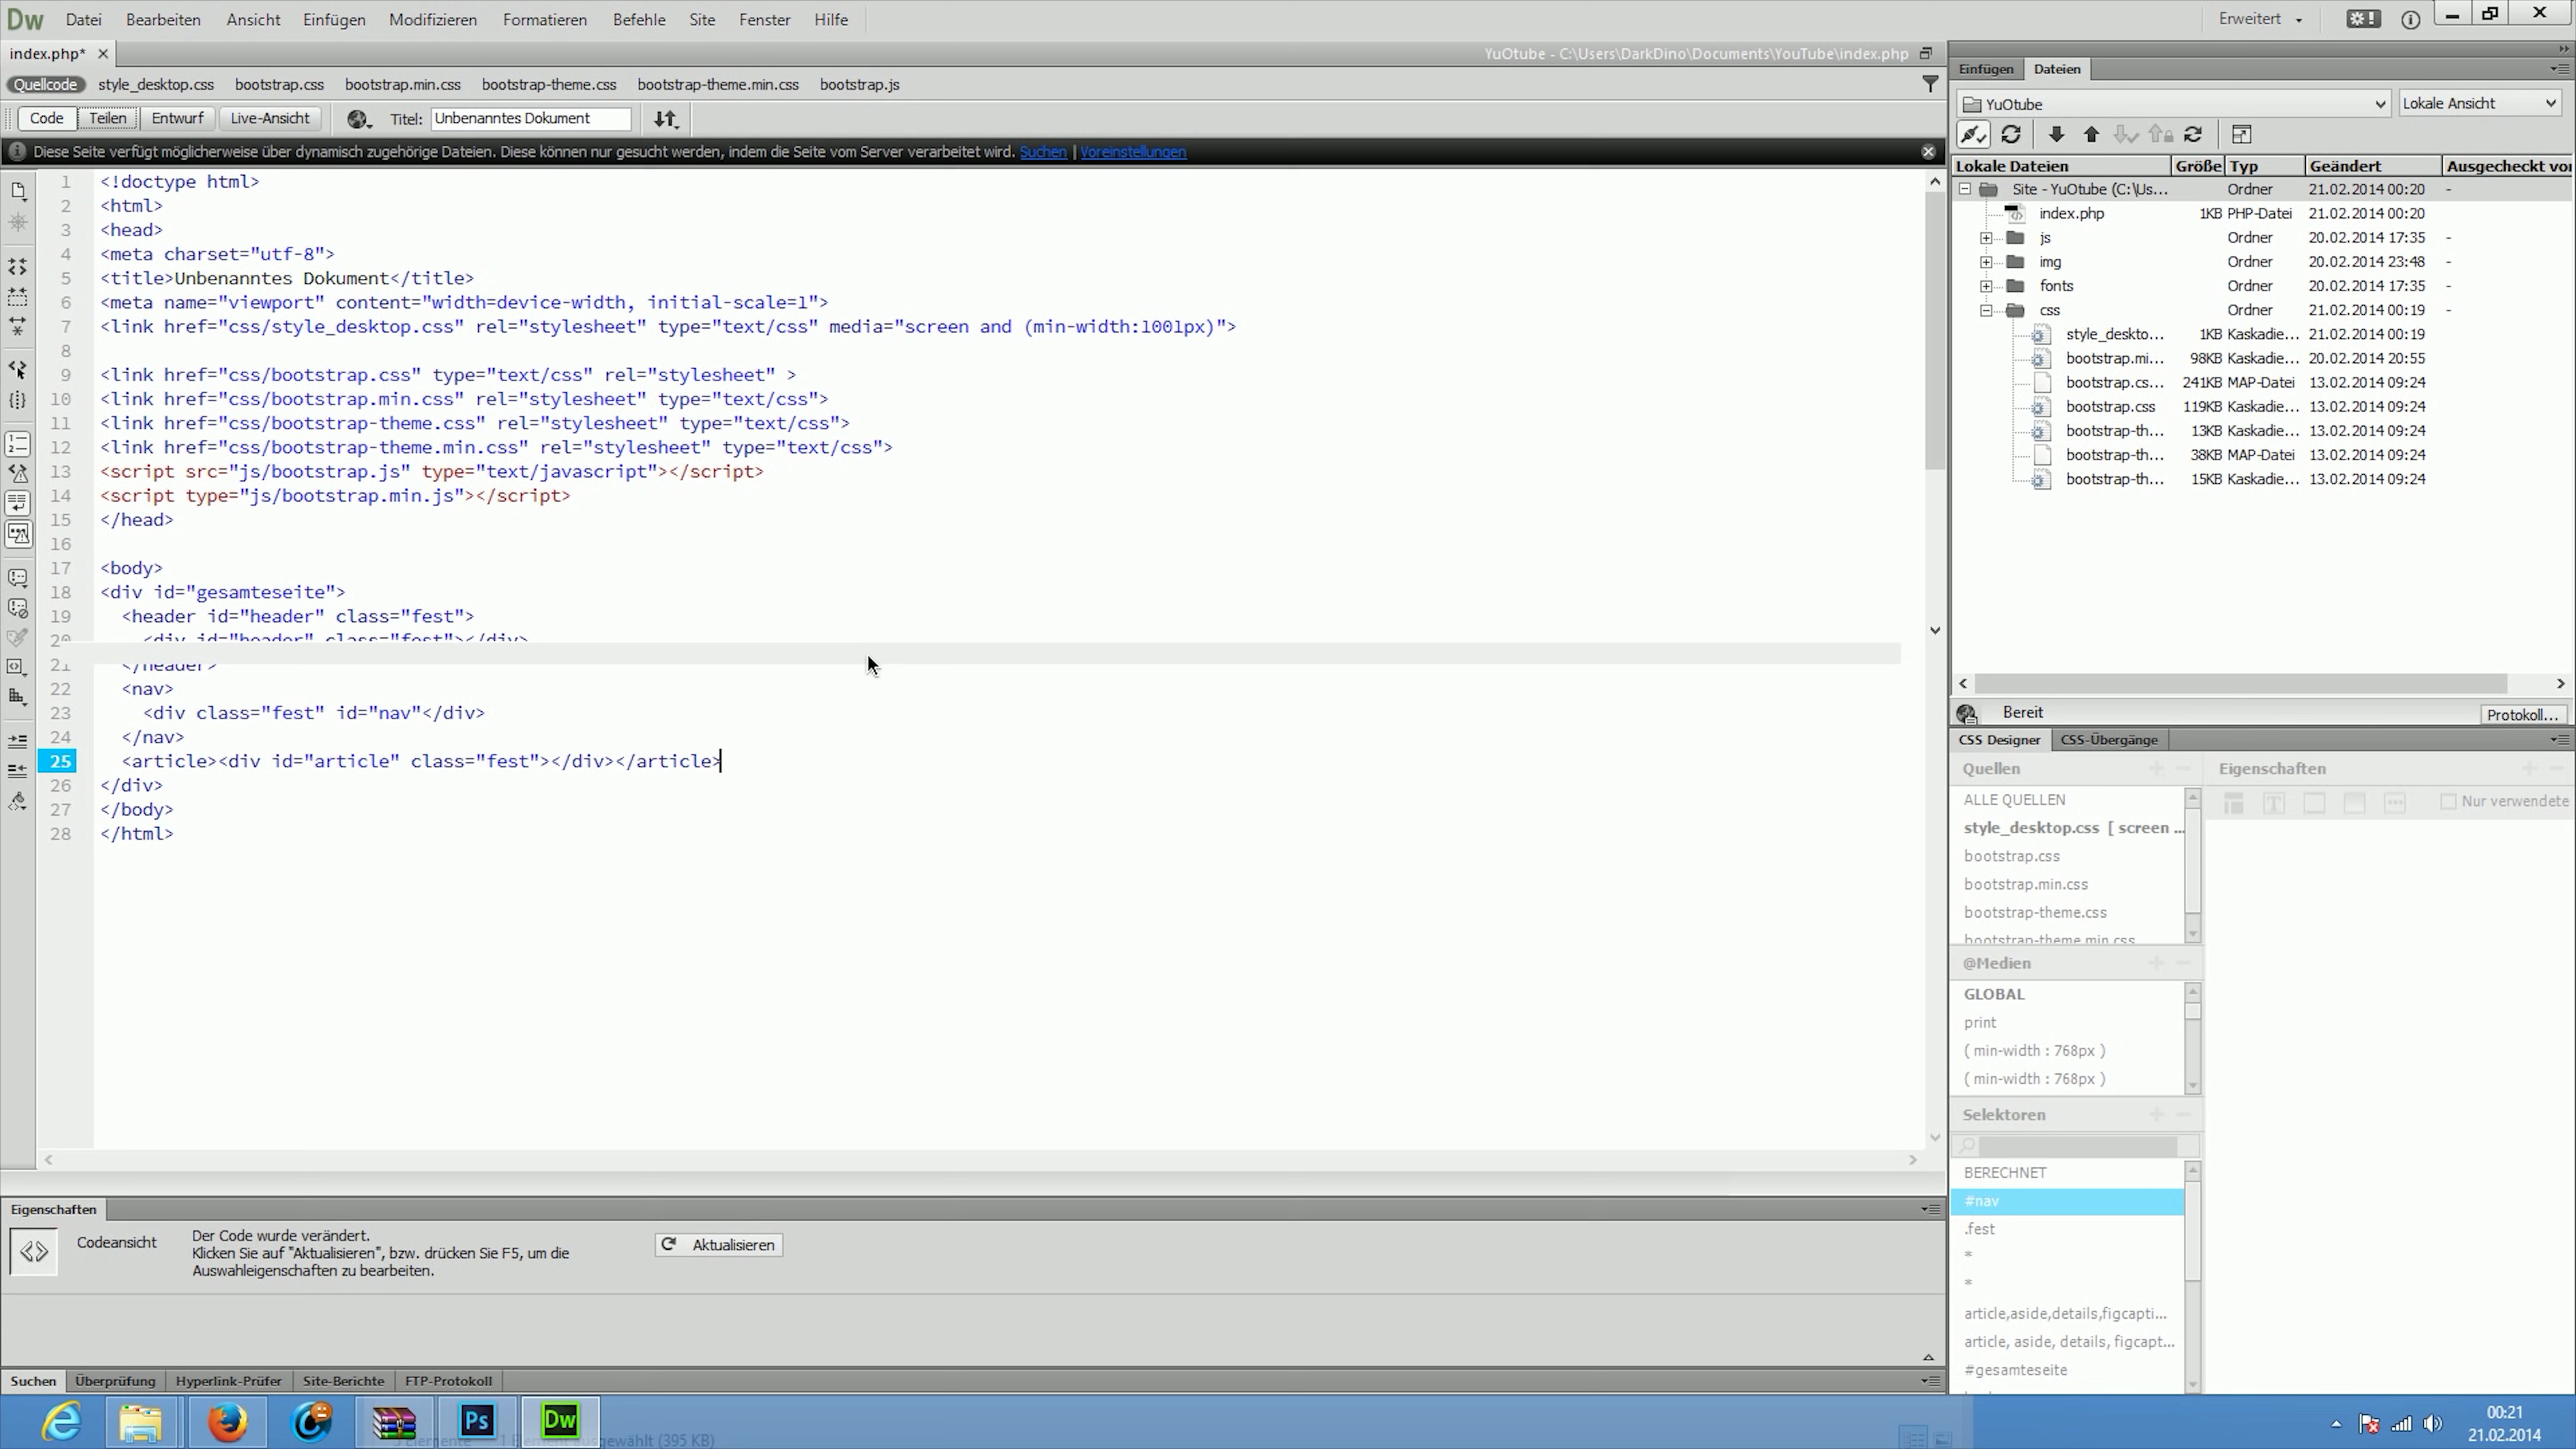 Dw Datei Bearbeiten Ansicht Einfügen Modifizieren Formatieren Befehle Site Fenster Hilfe Erweitert
index.php* YuOtube - C:\Users\DarkDino\Documents\YouTube\index.php
Quellcode style_desktop.css bootstrap.css bootstrap.min.css bootstrap-theme.css bootstrap-theme.min.css bootstrap.js
Code Teilen Entwurf Live-Ansicht Titel: Unbenanntes Dokument
Diese Seite verfügt möglicherweise über dynamisch zugehörige Dateien. Diese können nur gesucht werden, indem die Seite vom Server verarbeitet wird. Suchen | Voreinstellungen
1 <!doctype html>
2 <html>
3 <head>
4 <meta charset="utf-8">
5 <title>Unbenanntes Dokument</title>
6 <meta name="viewport" content="width=device-width, initial-scale=1">
7 <link href="css/style_desktop.css" rel="stylesheet" type="text/css" media="screen and (min-width:1001px)">
8
9 <link href="css/bootstrap.css" type="text/css" rel="stylesheet" >
10 <link href="css/bootstrap.min.css" rel="stylesheet" type="text/css">
11 <link href="css/bootstrap-theme.css" rel="stylesheet" type="text/css">
12 <link href="css/bootstrap-theme.min.css" rel="stylesheet" type="text/css">
13 <script src="js/bootstrap.js" type="text/javascript"></script>
14 <script type="js/bootstrap.min.js"></script>
15 </head>
16
17 <body>
18 <div id="gesamteseite">
19 <header id="header" class="fest">
20 <div id="header" class="fest"></div>
21 </header>
22 <nav>
23 <div class="fest" id="nav"</div>
24 </nav>
25 <article><div id="article" class="fest"></div></article>
26 </div>
27 </body>
28 </html>
Eigenschaften
Codeansicht
Der Code wurde verändert.
Klicken Sie auf "Aktualisieren", bzw. drücken Sie F5, um die
Auswahleigenschaften zu bearbeiten.
Aktualisieren
Suchen Überprüfung Hyperlink-Prüfer Site-Berichte FTP-Protokoll
Einfügen Dateien
YuOtube Lokale Ansicht
Lokale Dateien Größe Typ Geändert Ausgecheckt vo
Site - YuOtube (C:\Us... Ordner 21.02.2014 00:20 -
index.php 1KB PHP-Datei 21.02.2014 00:20
js Ordner 20.02.2014 17:35 -
img Ordner 20.02.2014 23:48 -
fonts Ordner 20.02.2014 17:35 -
css Ordner 21.02.2014 00:19 -
style_deskto... 1KB Kaskadie... 21.02.2014 00:19
bootstrap.mi... 98KB Kaskadie... 20.02.2014 20:55
bootstrap.cs... 241KB MAP-Datei 13.02.2014 09:24
bootstrap.css 119KB Kaskadie... 13.02.2014 09:24
bootstrap-th... 13KB Kaskadie... 13.02.2014 09:24
bootstrap-th... 38KB MAP-Datei 13.02.2014 09:24
bootstrap-th... 15KB Kaskadie... 13.02.2014 09:24
Bereit Protokoll...
CSS Designer CSS-Übergänge
Quellen
ALLE QUELLEN
style_desktop.css [ screen ...
bootstrap.css
bootstrap.min.css
bootstrap-theme.css
bootstrap-theme.min.css
Eigenschaften
Nur verwendete
@Medien
GLOBAL
print
( min-width : 768px )
( min-width : 768px )
Selektoren
BERECHNET
#nav
.fest
*
*
article,aside,details,figcapti...
article, aside, details, figcapt...
#gesamteseite
Ps Dw
1 Element ausgewählt (395 KB)
00:21
21.02.2014